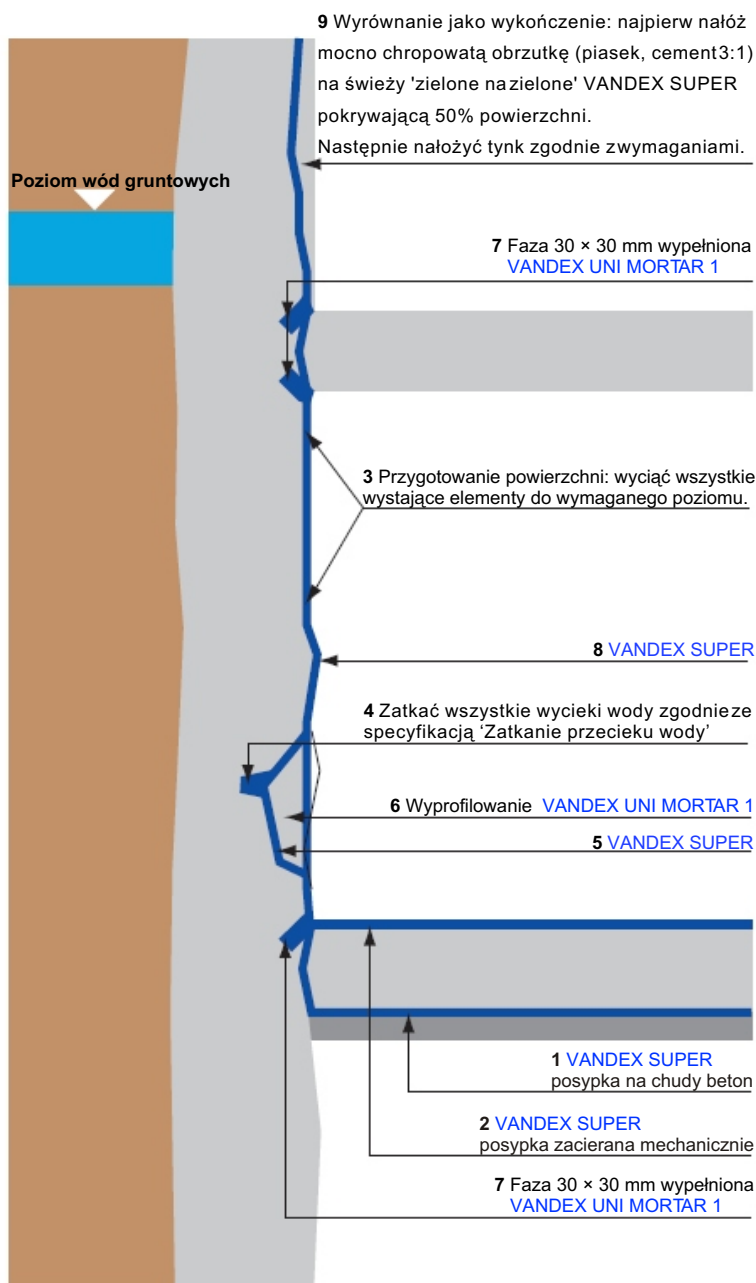 9 Wyrównanie jako wykończenie: najpierw nałóż
mocno chropowatą obrzutkę (piasek, cement 3:1)
na świeży 'zielone na zielone' VANDEX SUPER
pokrywającą 50% powierzchni.
Następnie nałożyć tynk zgodnie z wymaganiami.
Poziom wód gruntowych
7 Faza 30 × 30 mm wypełniona
VANDEX UNI MORTAR 1
3 Przygotowanie powierzchni: wyciąć wszystkie
wystające elementy do wymaganego poziomu.
8 VANDEX SUPER
4 Zatkać wszystkie wycieki wody zgodnie ze
specyfikacją ‘Zatkanie przecieku wody’
6 Wyprofilowanie VANDEX UNI MORTAR 1
5 VANDEX SUPER
1 VANDEX SUPER
posypka na chudy beton
2 VANDEX SUPER
posypka zacierana mechanicznie
7 Faza 30 × 30 mm wypełniona
VANDEX UNI MORTAR 1